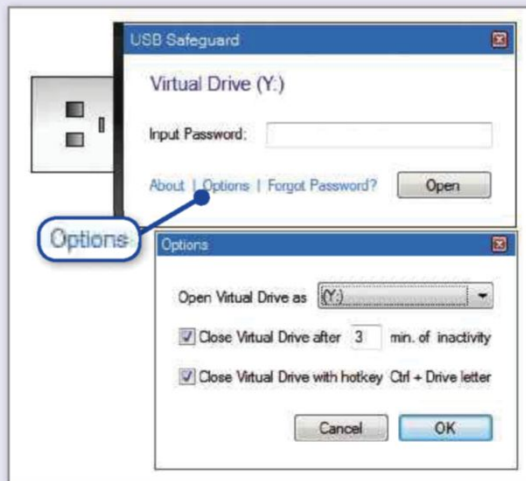 USB Safeguard
Virtual Drive (Y:)
Input Password:
About | Options | Forgot Password? Open
Options
Options
Open Virtual Drive as (Y:)
Close Virtual Drive after 3 min. of inactivity
Close Virtual Drive with hotkey Ctrl + Drive letter
Cancel OK